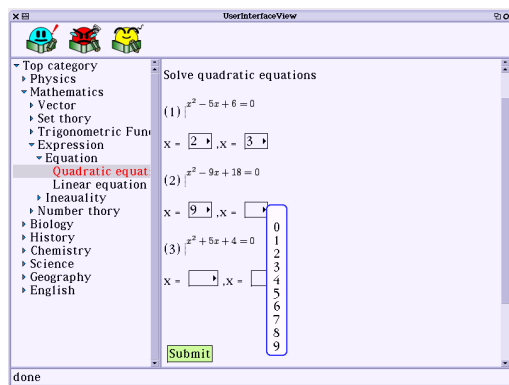 UserInterfaceView
Top category
Physics
Mathematics
Vector
Set thory
Trigonometric Fun
Expression
Equation
Quadratic equat
Linear equation
Ineauality
Number thory
Biology
History
Chemistry
Science
Geography
English
Solve quadratic equations
(1) x² − 5x + 6 = 0
x = 2 ,x = 3
(2) x² − 9x + 18 = 0
x = 9 ,x =
(3) x² + 5x + 4 = 0
x = ,x =
0
1
2
3
4
5
6
7
8
9
Submit
done